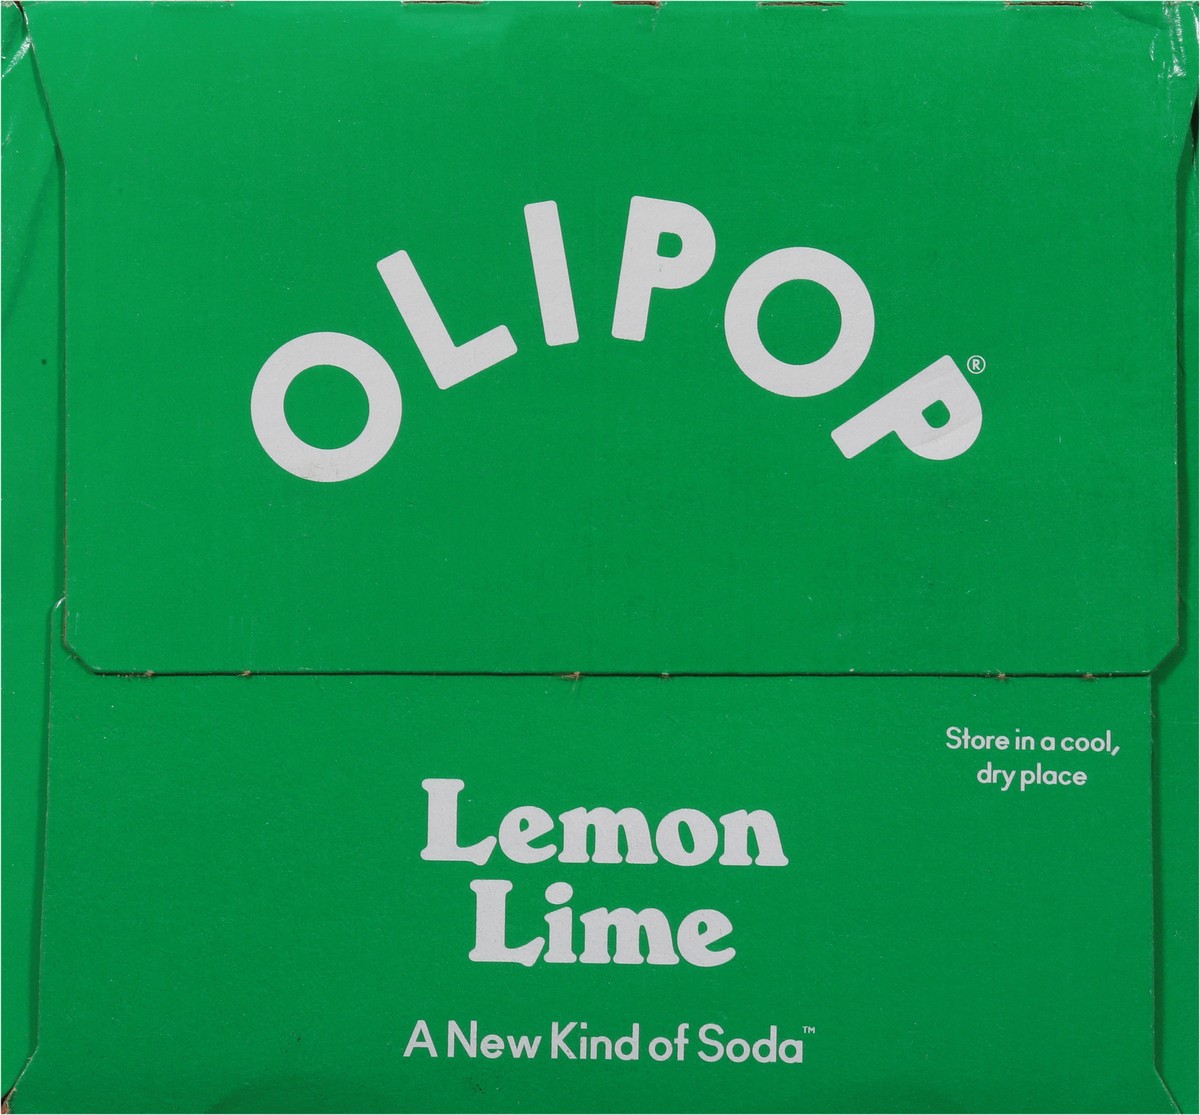 OLIPOP®
Store in a cool,
dry place
Lemon
Lime
A New Kind of Soda™